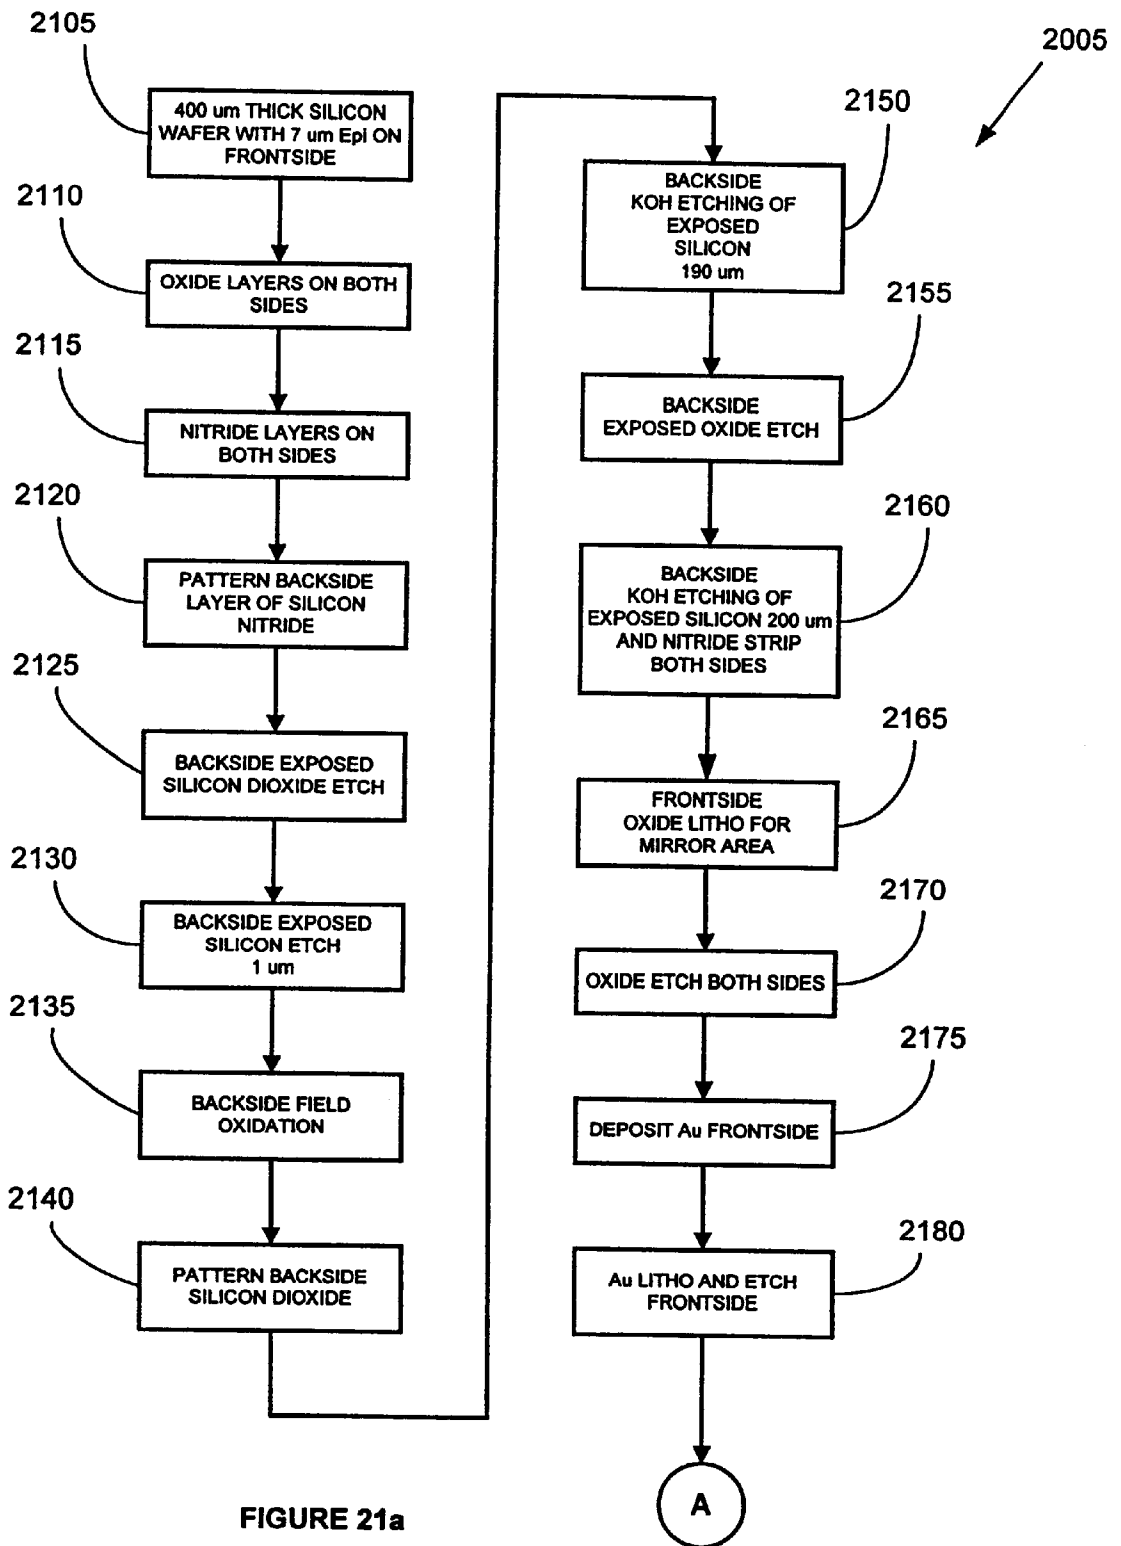 2105
400 um THICK SILICON
WAFER WITH 7 um Epi ON
FRONTSIDE
2110
OXIDE LAYERS ON BOTH
SIDES
2115
NITRIDE LAYERS ON
BOTH SIDES
2120
PATTERN BACKSIDE
LAYER OF SILICON
NITRIDE
2125
BACKSIDE EXPOSED
SILICON DIOXIDE ETCH
2130
BACKSIDE EXPOSED
SILICON ETCH
1 um
2135
BACKSIDE FIELD
OXIDATION
2140
PATTERN BACKSIDE
SILICON DIOXIDE
2005
2150
BACKSIDE
KOH ETCHING OF
EXPOSED
SILICON
190 um
2155
BACKSIDE
EXPOSED OXIDE ETCH
2160
BACKSIDE
KOH ETCHING OF
EXPOSED SILICON 200 um
AND NITRIDE STRIP
BOTH SIDES
2165
FRONTSIDE
OXIDE LITHO FOR
MIRROR AREA
2170
OXIDE ETCH BOTH SIDES
2175
DEPOSIT Au FRONTSIDE
2180
Au LITHO AND ETCH
FRONTSIDE
A
FIGURE 21a